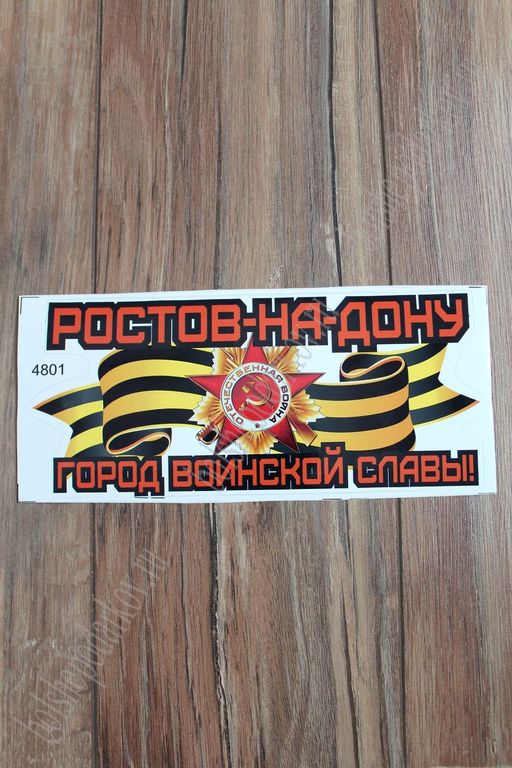 РОСТОВ-НА-ДОНУ
4801
ОТЕЧЕСТВЕННАЯ ВОЙНА
ГОРОД ВОИНСКОЙ СЛАВЫ!